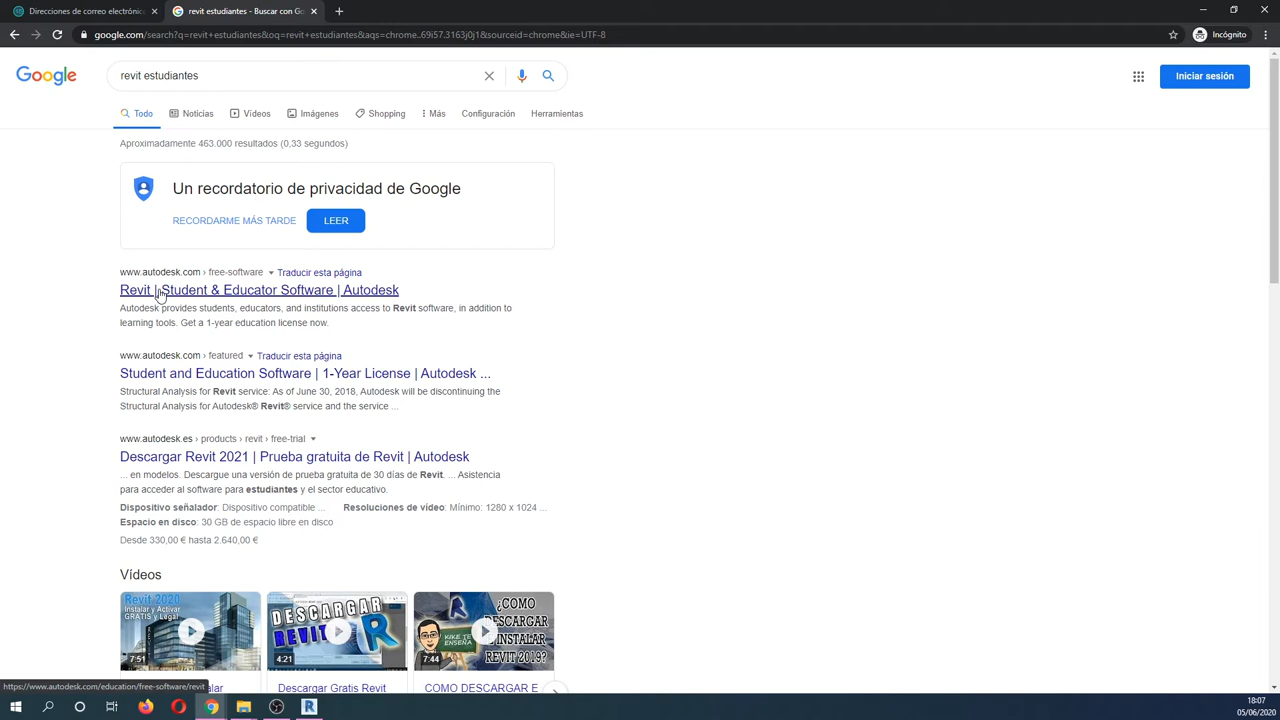 Direcciones de correo electrónic
revit estudiantes - Buscar con Go
google.com/search?q=revit+estudiantes&oq=revit+estudiantes&aqs=chrome..69i57.3163j0j1&sourceid=chrome&ie=UTF-8
Incógnito
Google
revit estudiantes
Iniciar sesión
Todo
Noticias
Vídeos
Imágenes
Shopping
Más
Configuración
Herramientas
Aproximadamente 463.000 resultados (0,33 segundos)
Un recordatorio de privacidad de Google
RECORDARME MÁS TARDE
LEER
www.autodesk.com › free-software
Traducir esta página
Revit | Student & Educator Software | Autodesk
Autodesk provides students, educators, and institutions access to Revit software, in addition to
learning tools. Get a 1-year education license now.
www.autodesk.com › featured
Traducir esta página
Student and Education Software | 1-Year License | Autodesk ...
Structural Analysis for Revit service: As of June 30, 2018, Autodesk will be discontinuing the
Structural Analysis for Autodesk® Revit® service and the service ...
www.autodesk.es › products › revit › free-trial
Descargar Revit 2021 | Prueba gratuita de Revit | Autodesk
... en modelos. Descargue una versión de prueba gratuita de 30 días de Revit. ... Asistencia
para acceder al software para estudiantes y el sector educativo.
Dispositivo señalador: Dispositivo compatible ...
Resoluciones de vídeo: Mínimo: 1280 x 1024 ...
Espacio en disco: 30 GB de espacio libre en disco
Desde 330,00 € hasta 2.640,00 €
Vídeos
Revit 2020
Instalar y Activar
GRATIS y Legal
7:51
DESCARGAR
REVIT
R
4:21
¿COMO
DESCARGAR
E INSTALAR
REVIT 2019?
KIKE TE
ENSEÑA
7:44
alar
Descargar Gratis Revit
COMO DESCARGAR E
https://www.autodesk.com/education/free-software/revit
18:07
05/06/2020